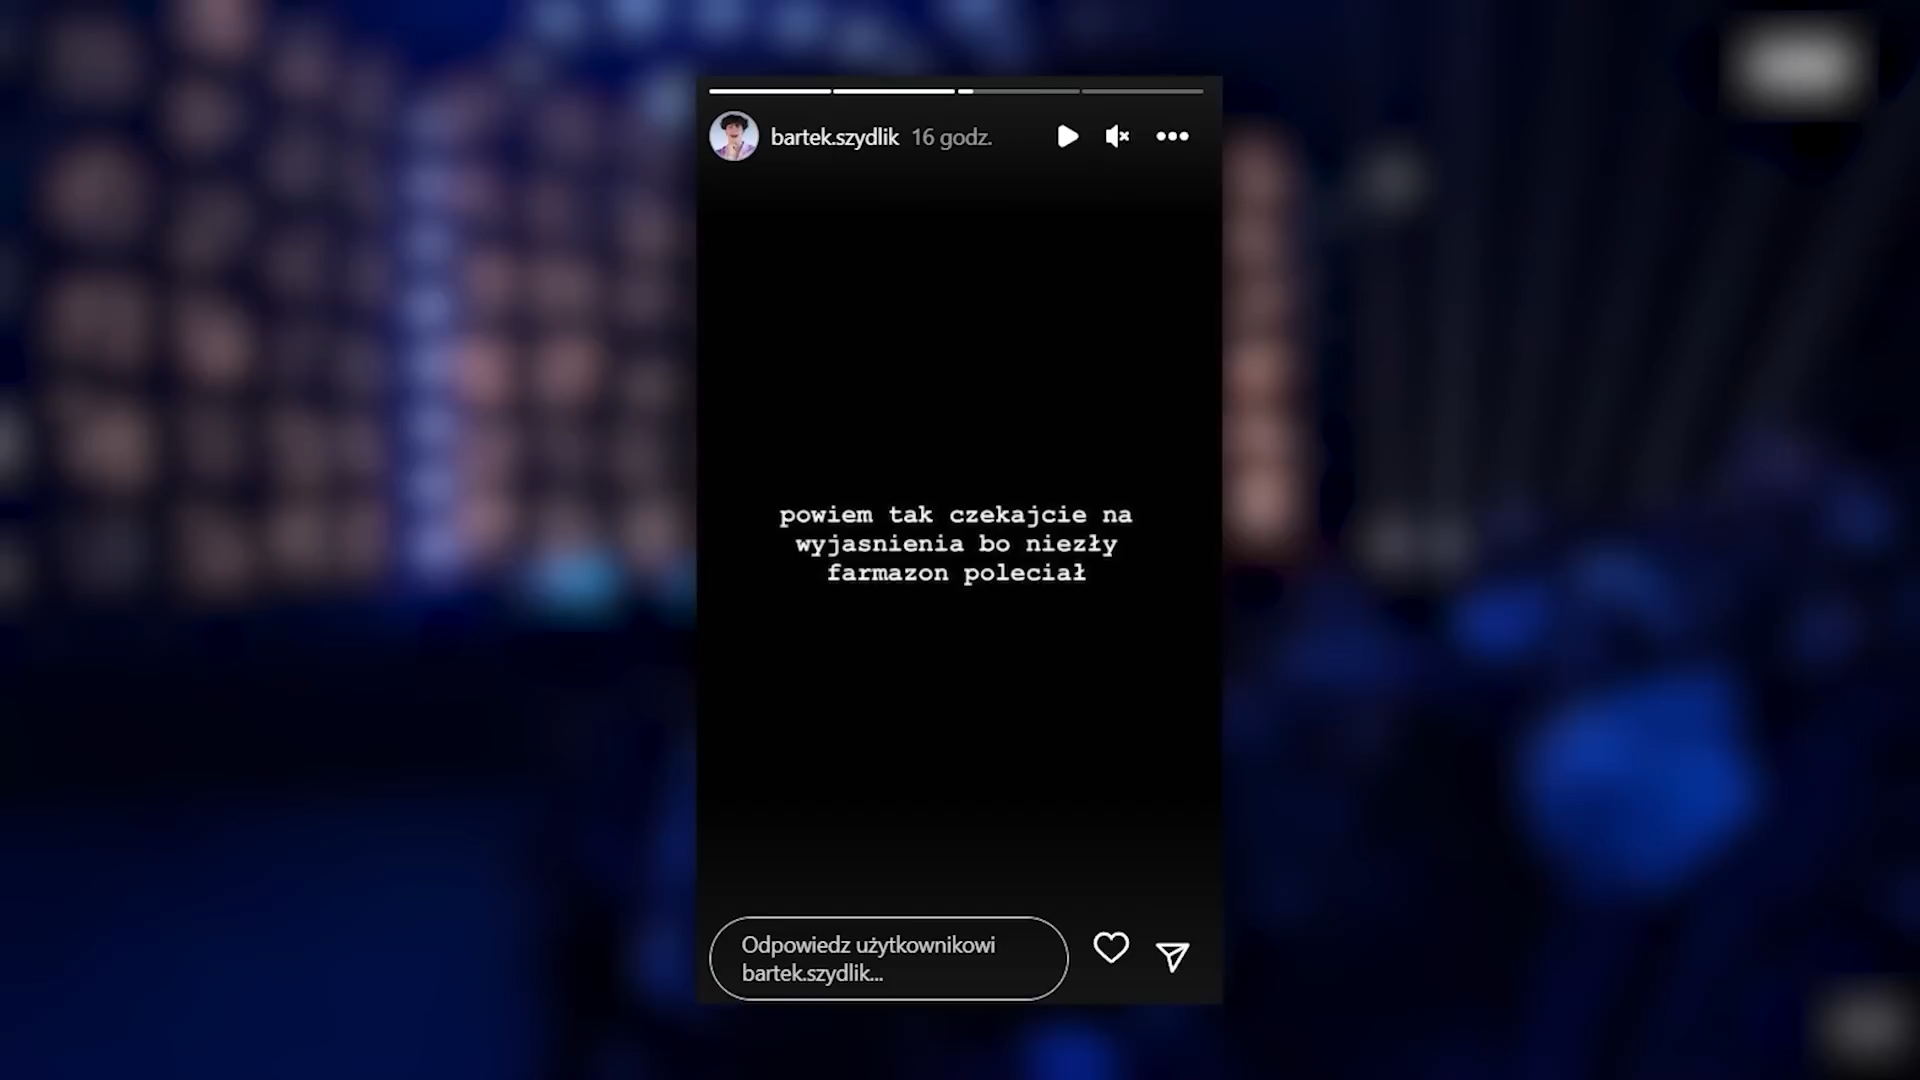 bartek.szydlik 16 godz.
powiem tak czekajcie na
wyjasnienia bo niezły
farmazon poleciał
Odpowiedz użytkownikowi
bartek.szydlik...